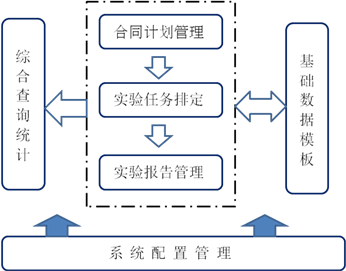 综合查询统计
合同计划管理
实验任务排定
实验报告管理
基础数据模板
系统配置管理